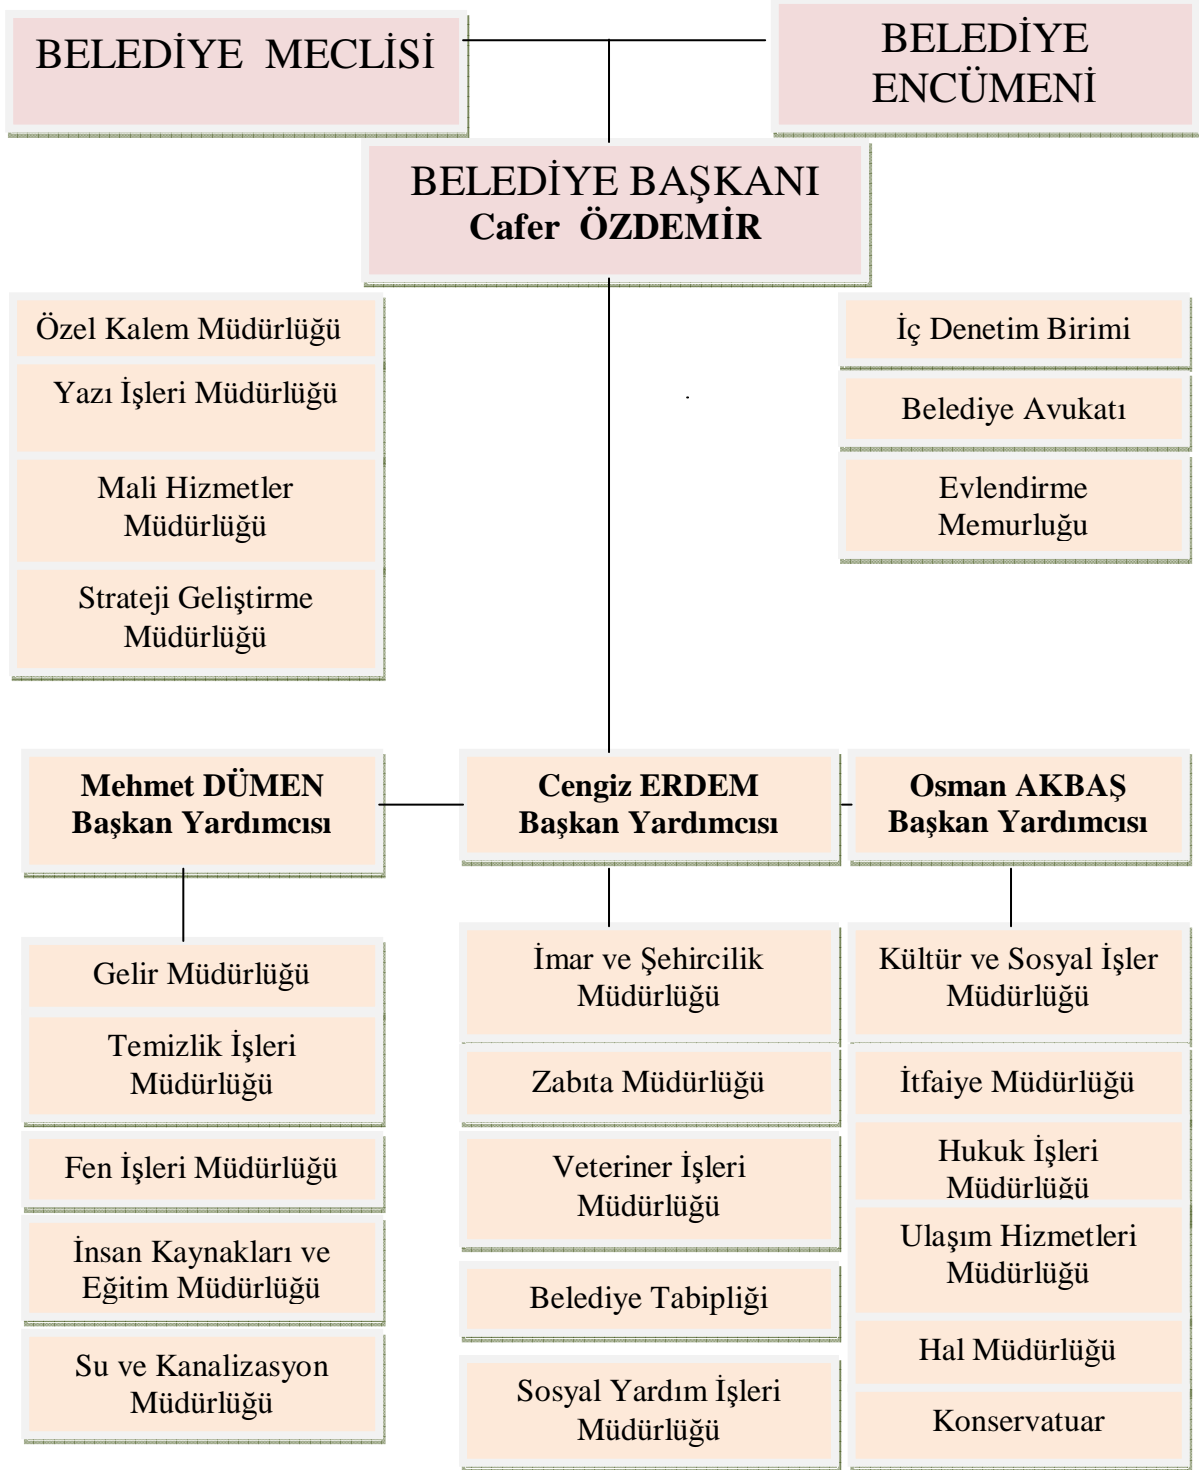 BELEDİYE MECLİSİ
BELEDİYE
ENCÜMENİ
BELEDİYE BAŞKANI
Cafer ÖZDEMİR
Özel Kalem Müdürlüğü
Yazı İşleri Müdürlüğü
Mali Hizmetler
Müdürlüğü
Strateji Geliştirme
Müdürlüğü
İç Denetim Birimi
Belediye Avukatı
Evlendirme
Memurluğu
.
Mehmet DÜMEN
Başkan Yardımcısı
Cengiz ERDEM
Başkan Yardımcısı
Osman AKBAŞ
Başkan Yardımcısı
Gelir Müdürlüğü
Temizlik İşleri
Müdürlüğü
Fen İşleri Müdürlüğü
İnsan Kaynakları ve
Eğitim Müdürlüğü
Su ve Kanalizasyon
Müdürlüğü
İmar ve Şehircilik
Müdürlüğü
Zabıta Müdürlüğü
Veteriner İşleri
Müdürlüğü
Belediye Tabipliği
Sosyal Yardım İşleri
Müdürlüğü
Kültür ve Sosyal İşler
Müdürlüğü
İtfaiye Müdürlüğü
Hukuk İşleri
Müdürlüğü
Ulaşım Hizmetleri
Müdürlüğü
Hal Müdürlüğü
Konservatuar